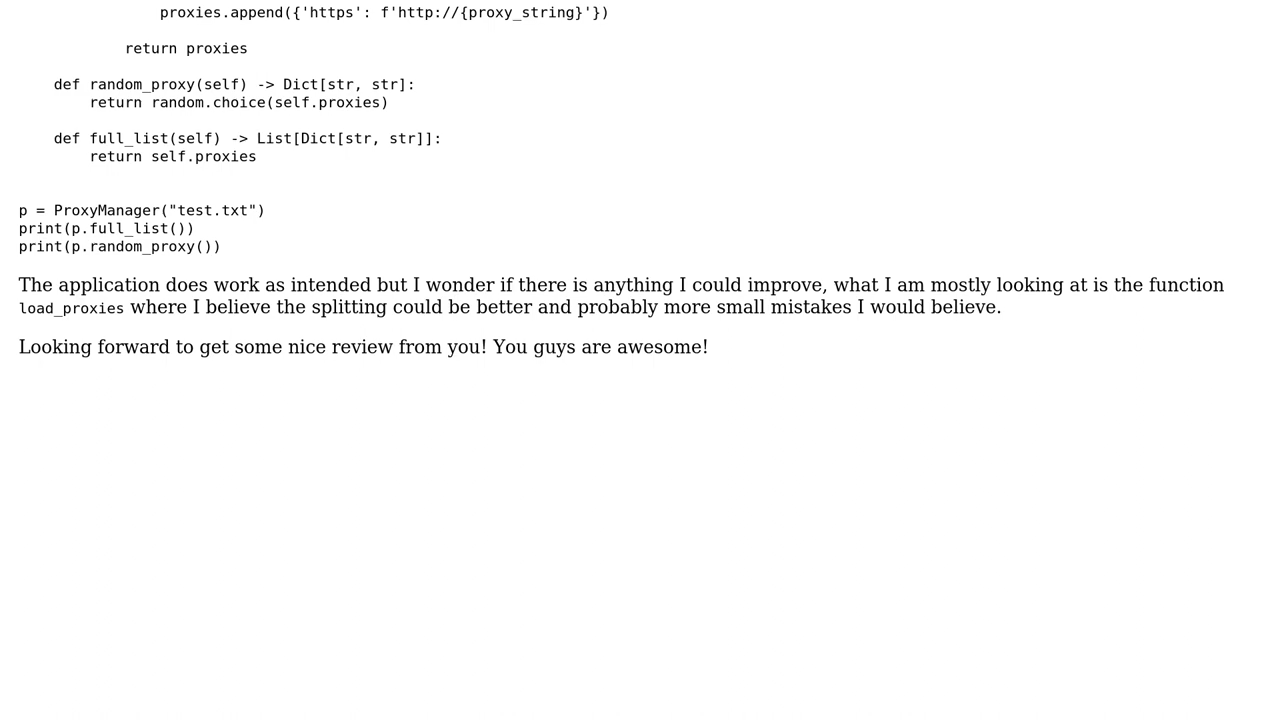 proxies.append({'https': f'http://{proxy_string}'})

            return proxies

    def random_proxy(self) -> Dict[str, str]:
        return random.choice(self.proxies)

    def full_list(self) -> List[Dict[str, str]]:
        return self.proxies


p = ProxyManager("test.txt")
print(p.full_list())
print(p.random_proxy())
The application does work as intended but I wonder if there is anything I could improve, what I am mostly looking at is the function
load_proxies where I believe the splitting could be better and probably more small mistakes I would believe.
Looking forward to get some nice review from you! You guys are awesome!